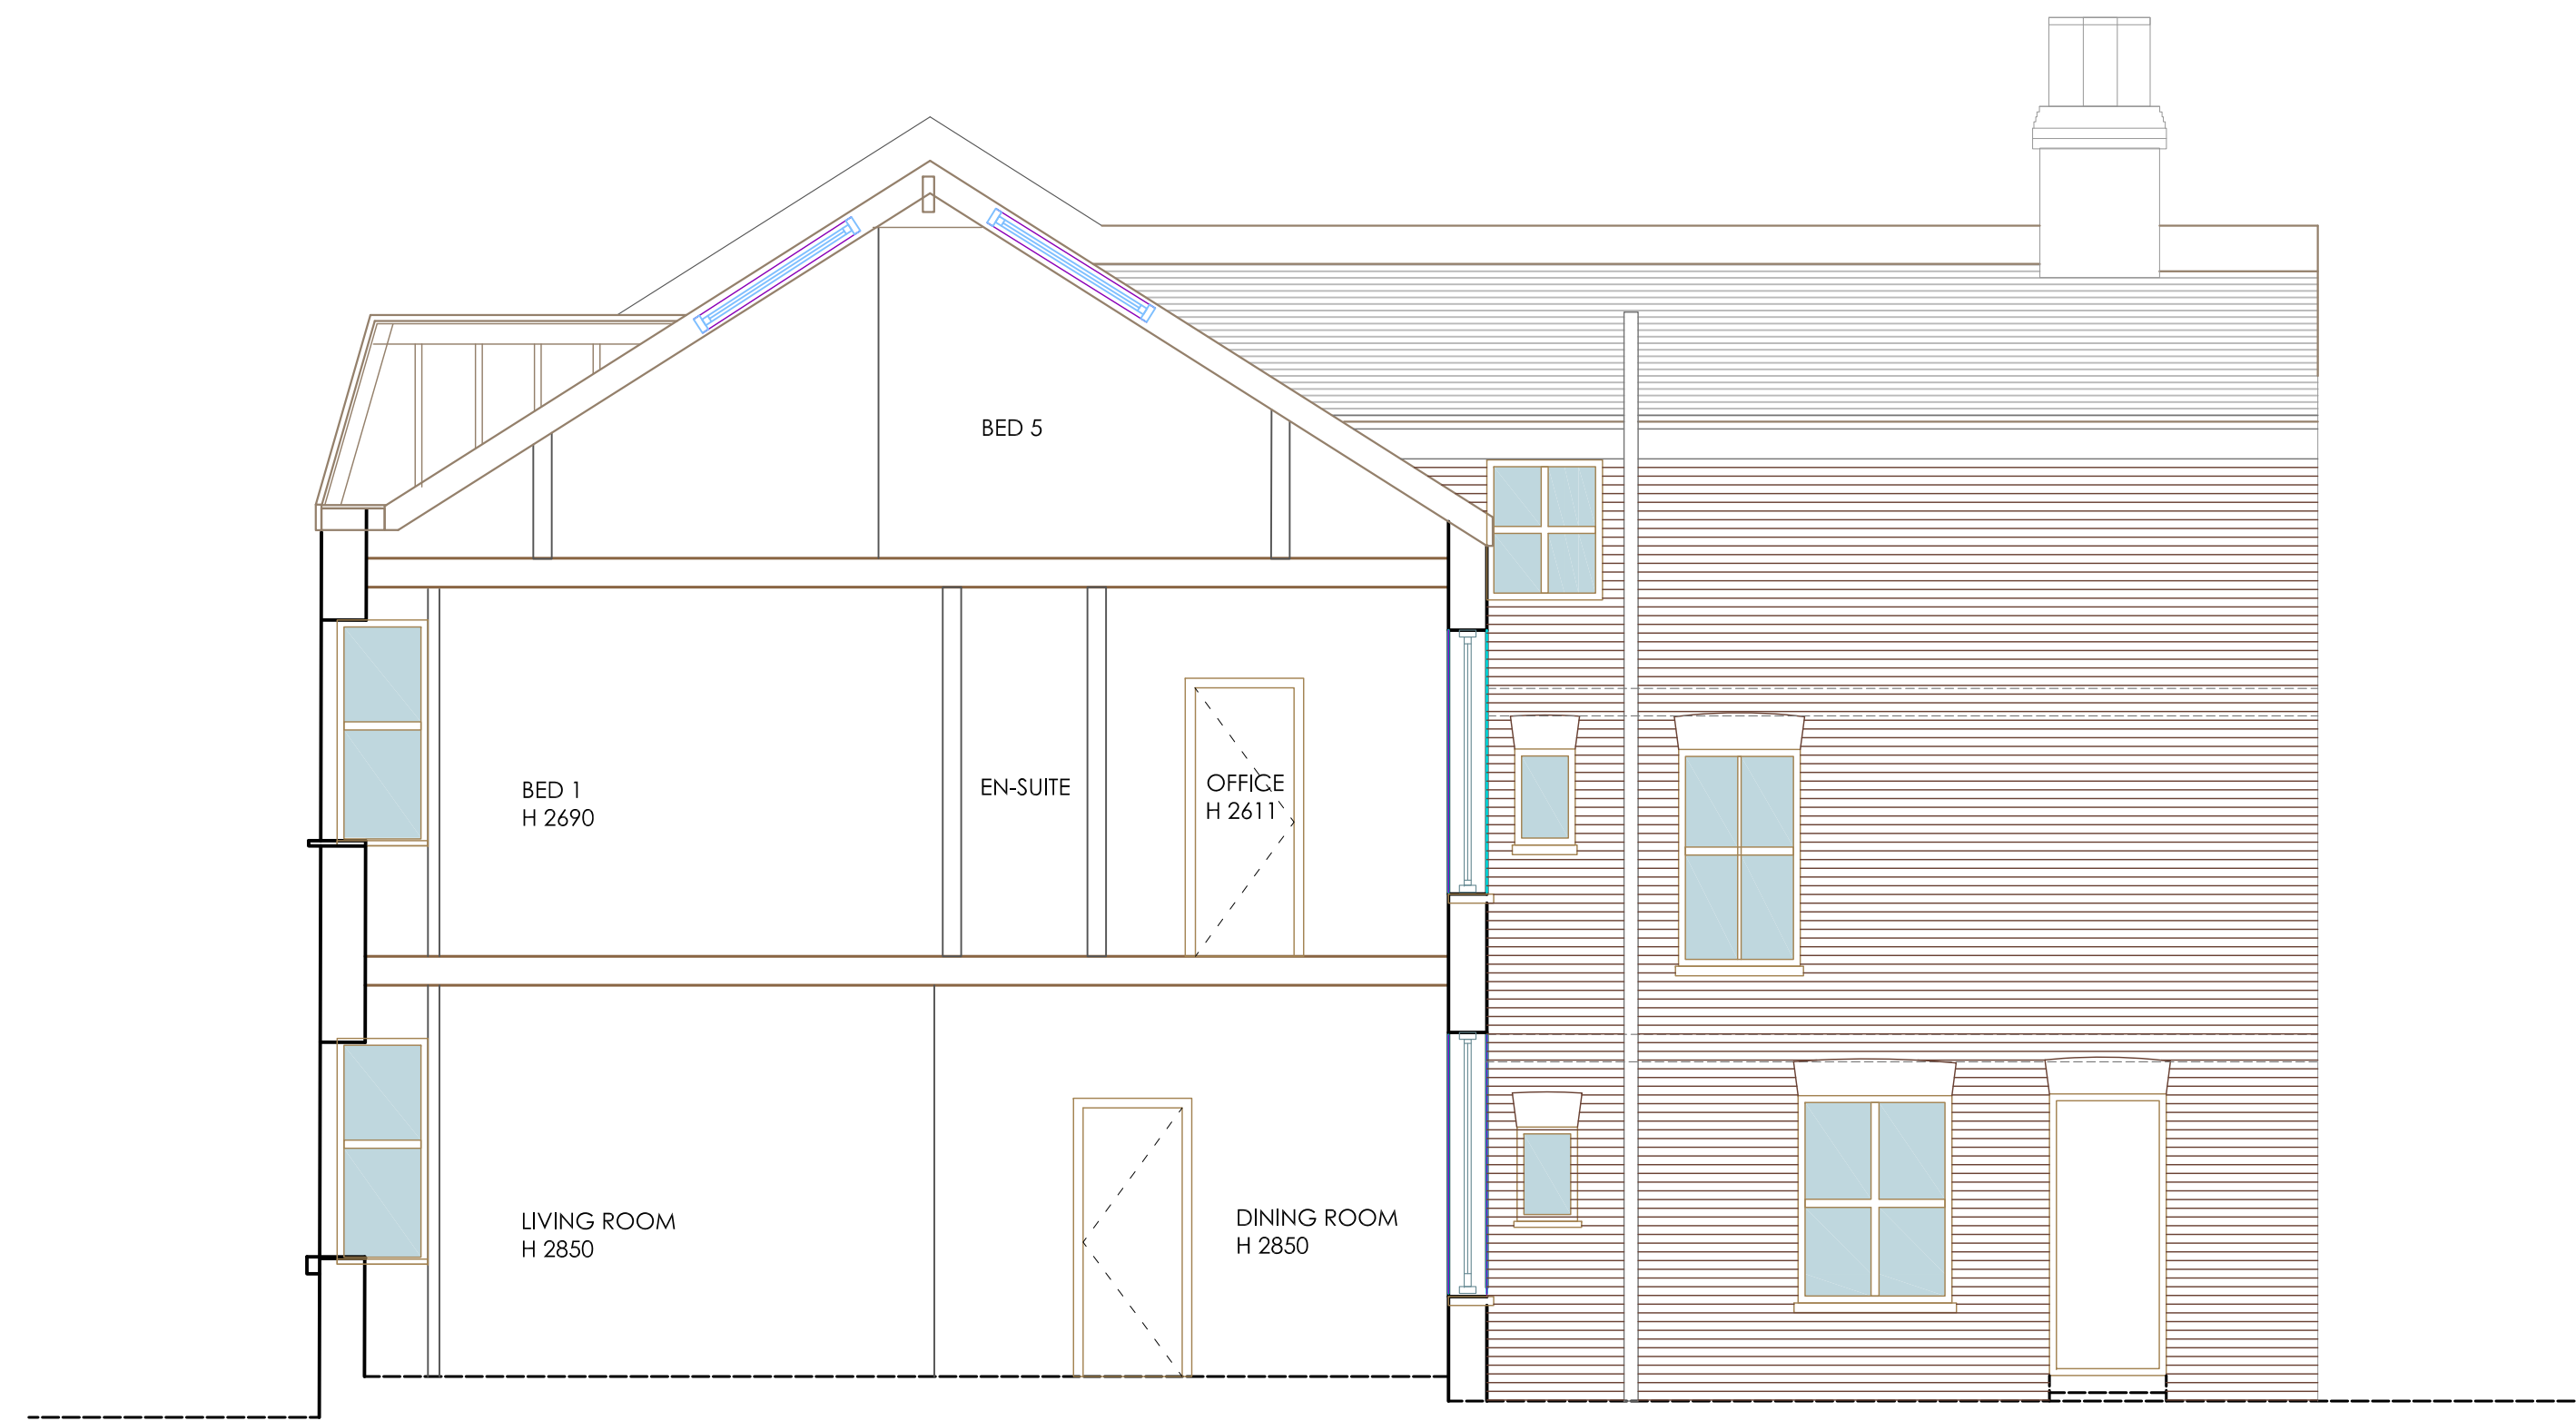 BED 5
BED 1
H 2690
EN-SUITE
OFFICE
H 2611
LIVING ROOM
H 2850
DINING ROOM
H 2850